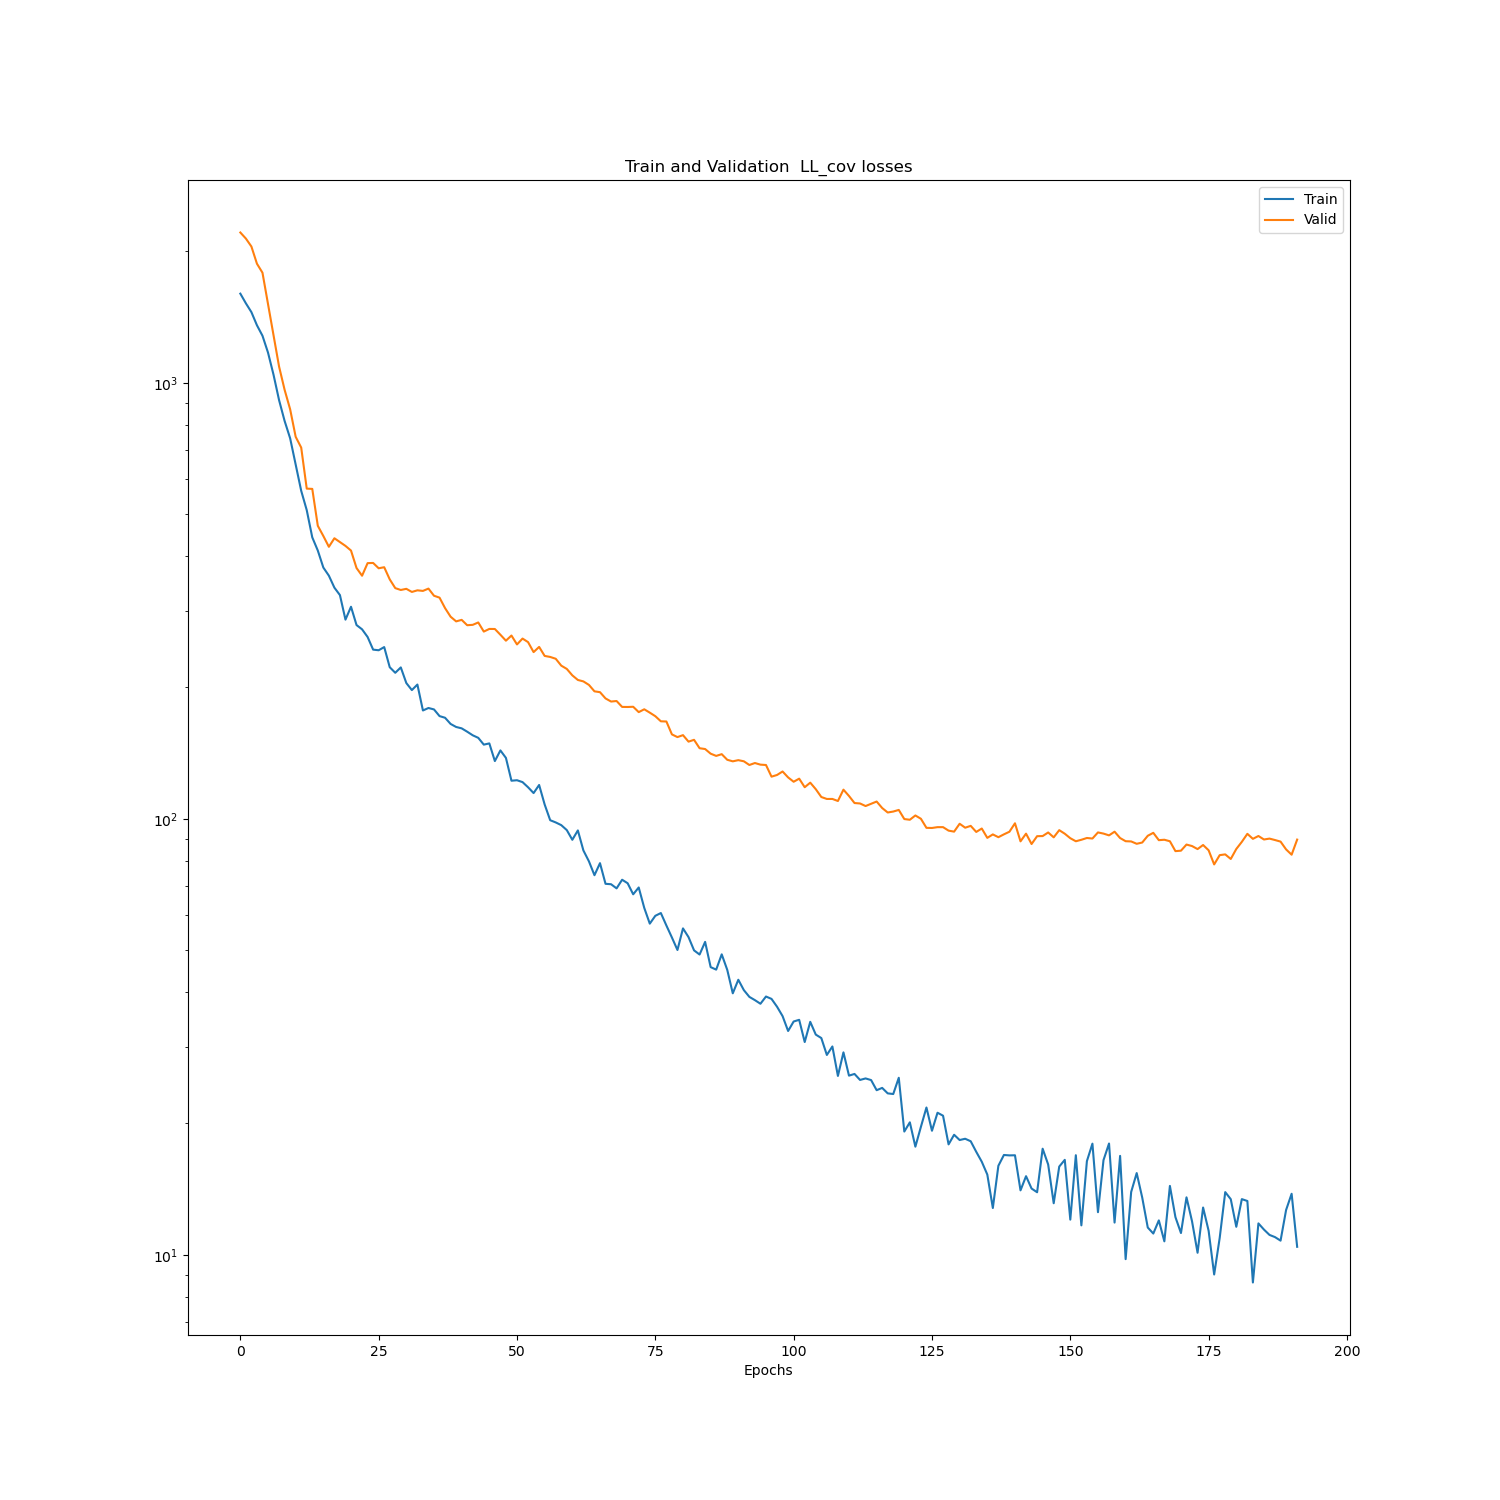 Train and Validation  LL_cov losses
Train
Valid
10³
10²
10¹
0 25 50 75 100 125 150 175 200
Epochs